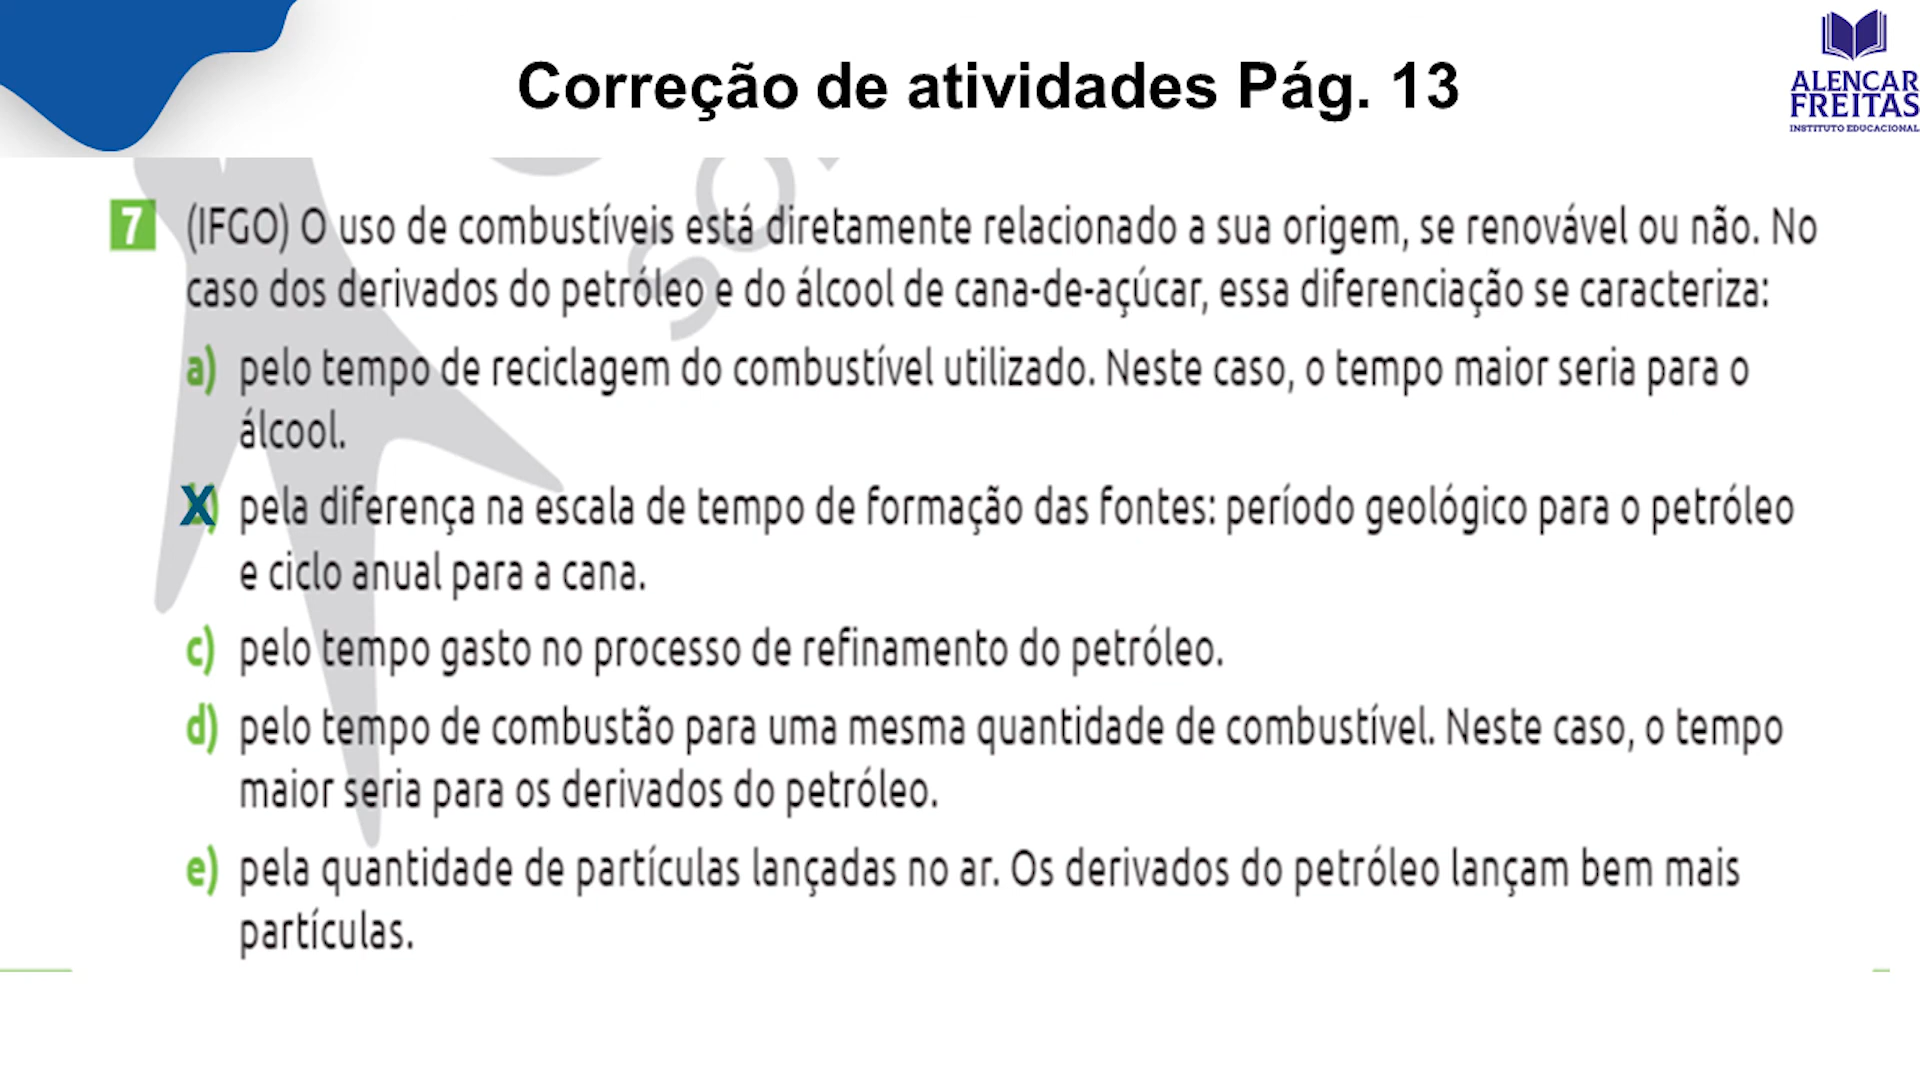 Correção de atividades Pág. 13
ALENCAR
FREITAS
INSTITUTO EDUCACIONAL
7 (IFGO) O uso de combustíveis está diretamente relacionado a sua origem, se renovável ou não. No
caso dos derivados do petróleo e do álcool de cana-de-açúcar, essa diferenciação se caracteriza:
a) pelo tempo de reciclagem do combustível utilizado. Neste caso, o tempo maior seria para o
álcool.
X) pela diferença na escala de tempo de formação das fontes: período geológico para o petróleo
e ciclo anual para a cana.
c) pelo tempo gasto no processo de refinamento do petróleo.
d) pelo tempo de combustão para uma mesma quantidade de combustível. Neste caso, o tempo
maior seria para os derivados do petróleo.
e) pela quantidade de partículas lançadas no ar. Os derivados do petróleo lançam bem mais
partículas.